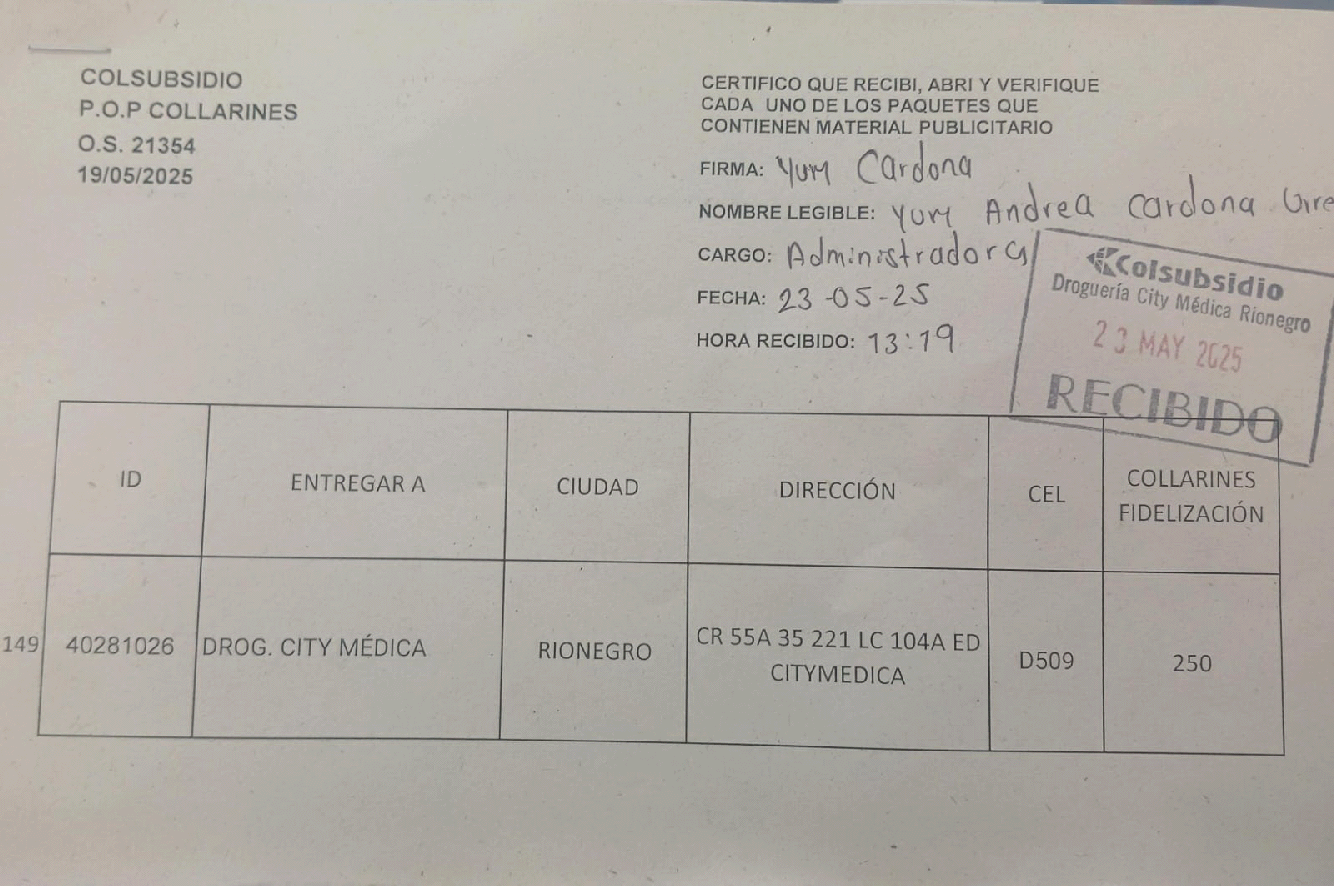 COLSUBSIDIO
P.O.P COLLARINES
O.S. 21354
19/05/2025
CERTIFICO QUE RECIBI, ABRI Y VERIFIQUE
CADA UNO DE LOS PAQUETES QUE
CONTIENEN MATERIAL PUBLICITARIO
FIRMA: Yury Cardona
NOMBRE LEGIBLE: Yury Andrea Cardona
CARGO: Administradora
FECHA: 23-05-25
HORA RECIBIDO: 13:19
Colsubsidio
Droguería City Médica Rionegro
23 MAY 2025
RECIBIDO
ID ENTREGAR A CIUDAD DIRECCIÓN CEL COLLARINES
FIDELIZACIÓN
149 40281026 DROG. CITY MÉDICA RIONEGRO CR 55A 35 221 LC 104A ED D509 250
CITYMEDICA